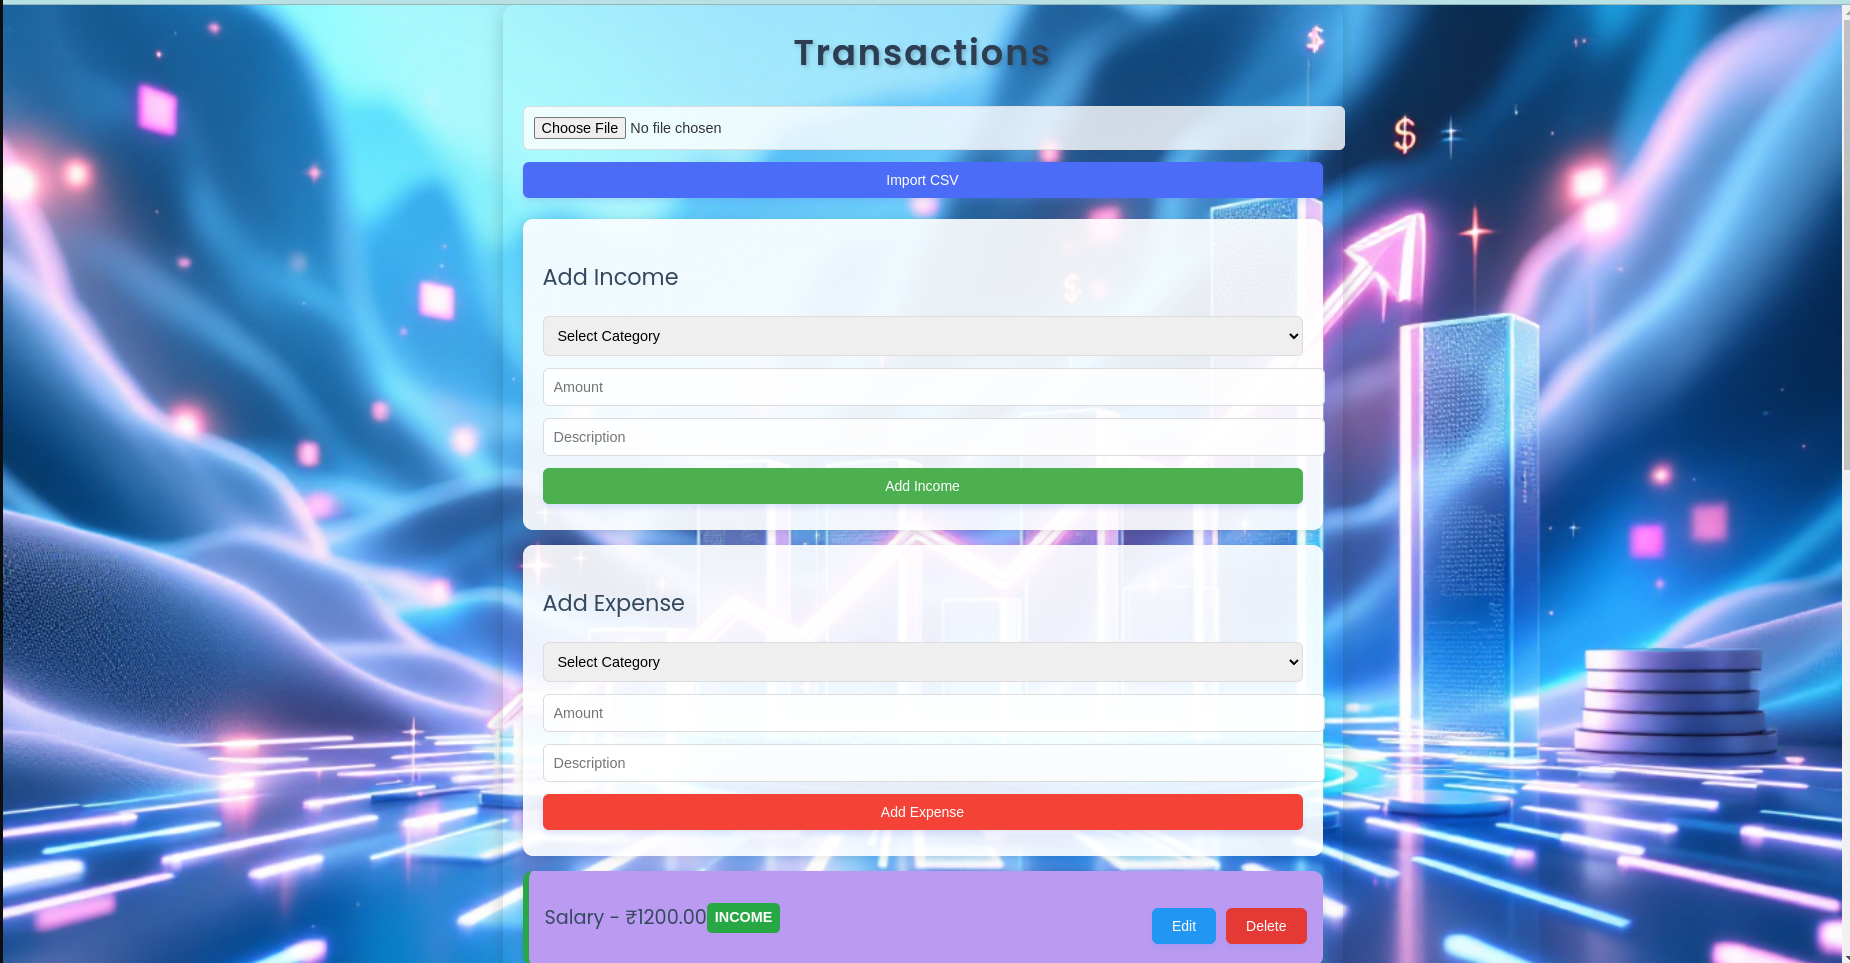 Transactions
Choose File No file chosen
Import CSV
Add Income
Select Category
Amount
Description
Add Income
Add Expense
Select Category
Amount
Description
Add Expense
Salary - ₹1200.00 INCOME
Edit Delete